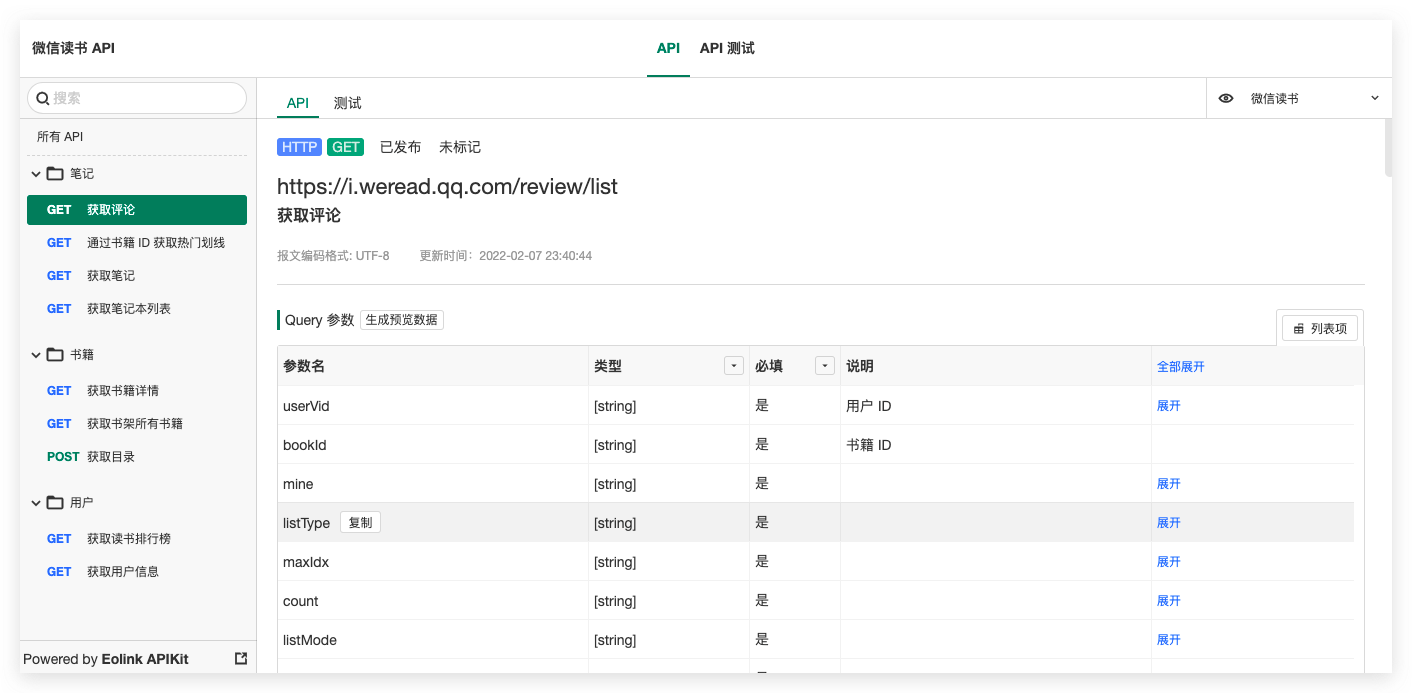 微信读书 API
API API 测试
搜索
所有 API
笔记
GET 获取评论
GET 通过书籍 ID 获取热门划线
GET 获取笔记
GET 获取笔记本列表
书籍
GET 获取书籍详情
GET 获取书架所有书籍
POST 获取目录
用户
GET 获取读书排行榜
GET 获取用户信息
Powered by Eolink APIKit
API 测试
微信读书
HTTP GET 已发布 未标记
https://i.weread.qq.com/review/list
获取评论
报文编码格式: UTF-8 更新时间： 2022-02-07 23:40:44
Query 参数 生成预览数据
列表项
参数名 类型 必填 说明 全部展开
userVid [string] 是 用户 ID 展开
bookId [string] 是 书籍 ID
mine [string] 是 展开
listType 复制 [string] 是 展开
maxIdx [string] 是 展开
count [string] 是 展开
listMode [string] 是 展开